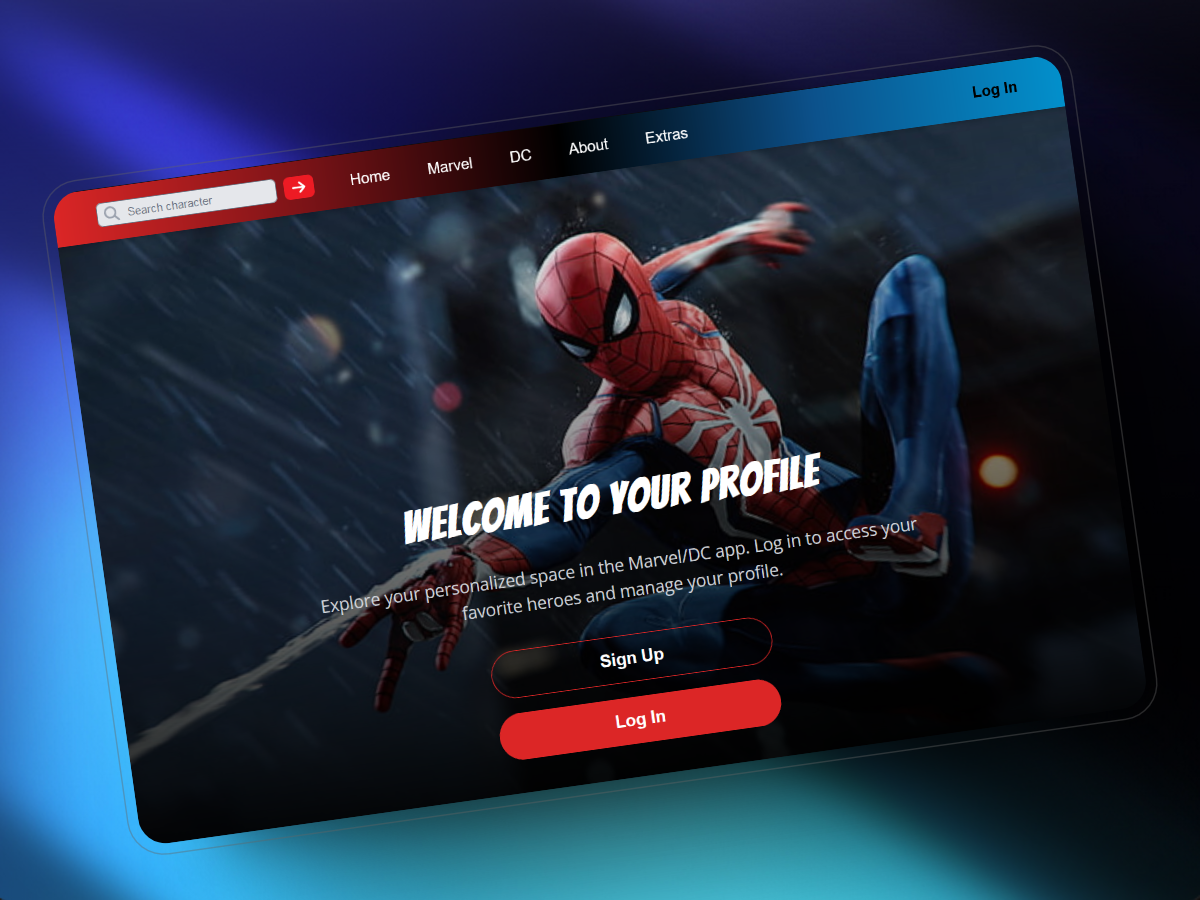 Search character
Home
Marvel
DC
About
Extras
Log In
WELCOME TO YOUR PROFILE
Explore your personalized space in the Marvel/DC app. Log in to access your
favorite heroes and manage your profile.
Sign Up
Log In